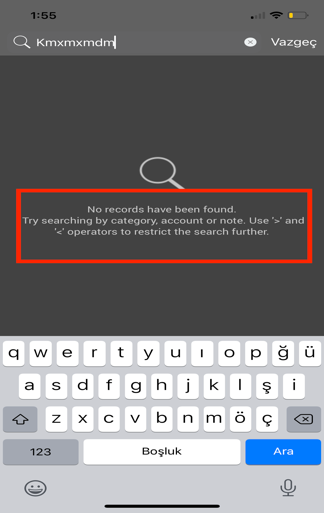 1:55
Kmxmxmdm
Vazgeç
No records have been found.
Try searching by category, account or note. Use '>' and
'<' operators to restrict the search further.
q w e r t y u ı o p ğ ü
a s d f g h j k l ş i
z x c v b n m ö ç
123 Boşluk Ara